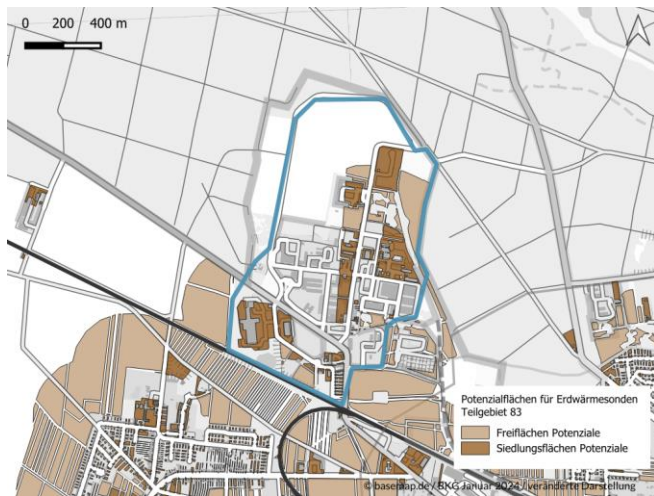 0 200 400 m
Potenzialflächen für Erdwärmesonden
Teilgebiet 83
Freiflächen Potenziale
Siedlungsflächen Potenziale
© basemap.de / BKG Januar 2024 / veränderte Darstellung